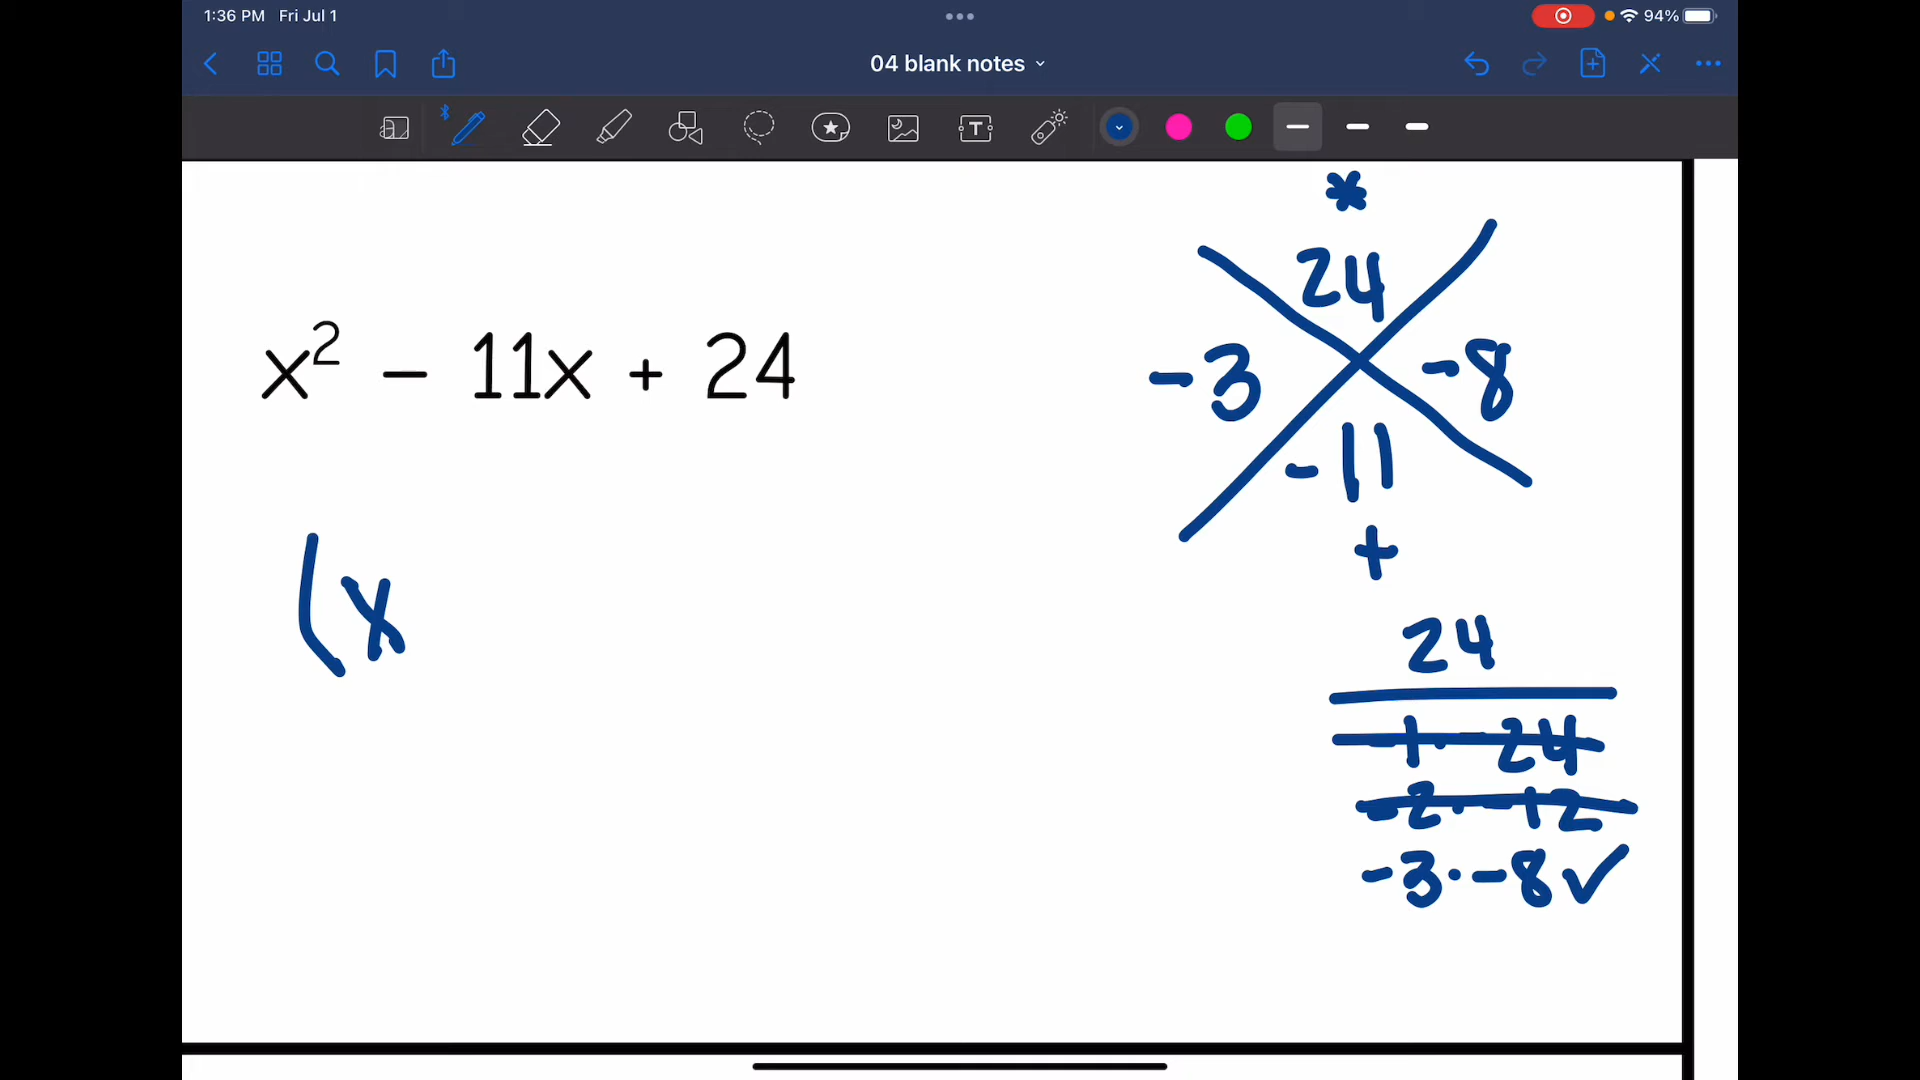 1:36 PM Fri Jul 1
94%
04 blank notes
T
*
24
x² − 11x + 24
-3 -8
-11
+
(x
24
-1 · -24
-2 · -12
-3 · -8 ✓